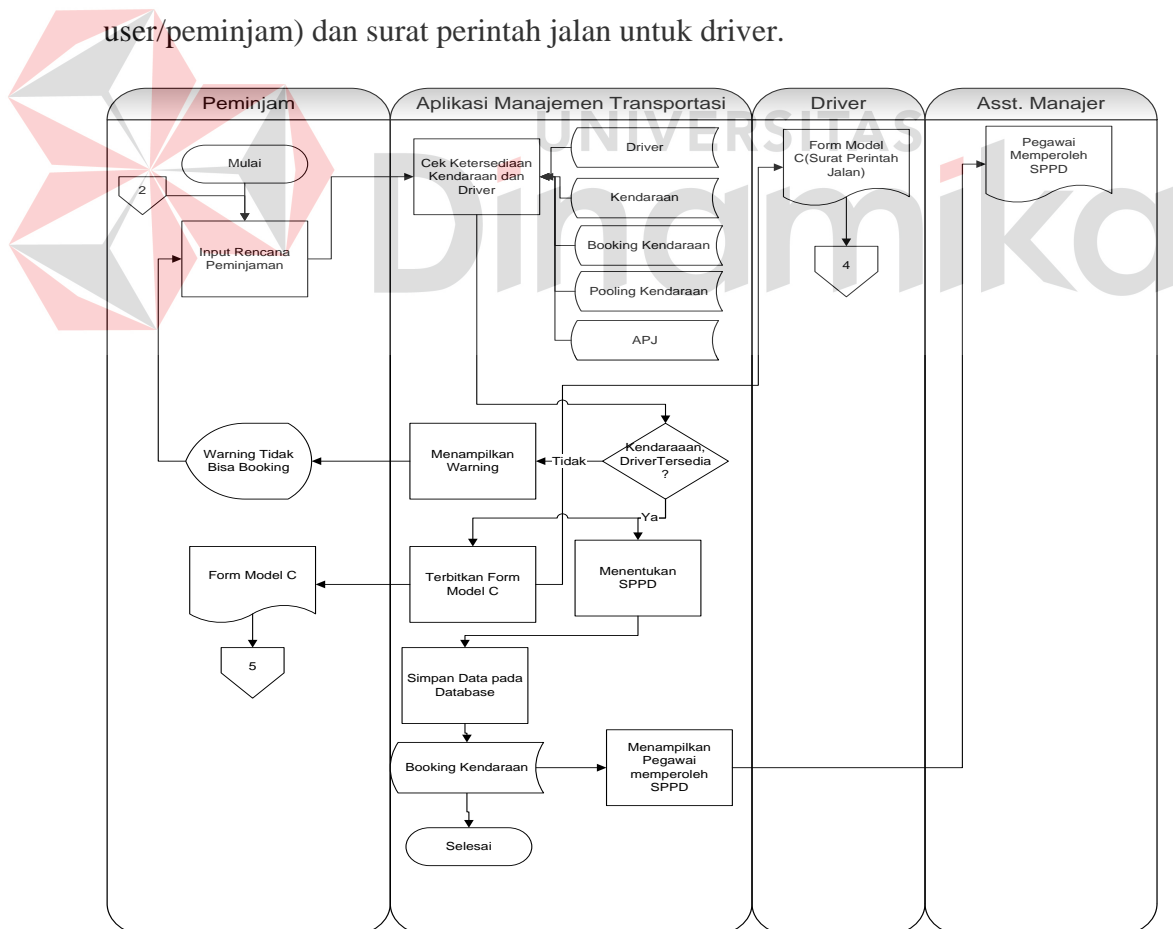 user/peminjam) dan surat perintah jalan untuk driver.
Peminjam
Aplikasi Manajemen Transportasi
Driver
Asst. Manajer
UNIVERSITAS
Dinamika
Mulai
2
Input Rencana
Peminjaman
Cek Ketersediaan
Kendaraan dan
Driver
Driver
Kendaraan
Booking Kendaraan
Pooling Kendaraan
APJ
Form Model
C(Surat Perintah
Jalan)
4
Pegawai
Memperoleh
SPPD
Warning Tidak
Bisa Booking
Menampilkan
Warning
Tidak
Kendaraaan,
DriverTersedia
?
Ya
Form Model C
Terbitkan Form
Model C
Menentukan
SPPD
5
Simpan Data pada
Database
Booking Kendaraan
Menampilkan
Pegawai
memperoleh
SPPD
Selesai